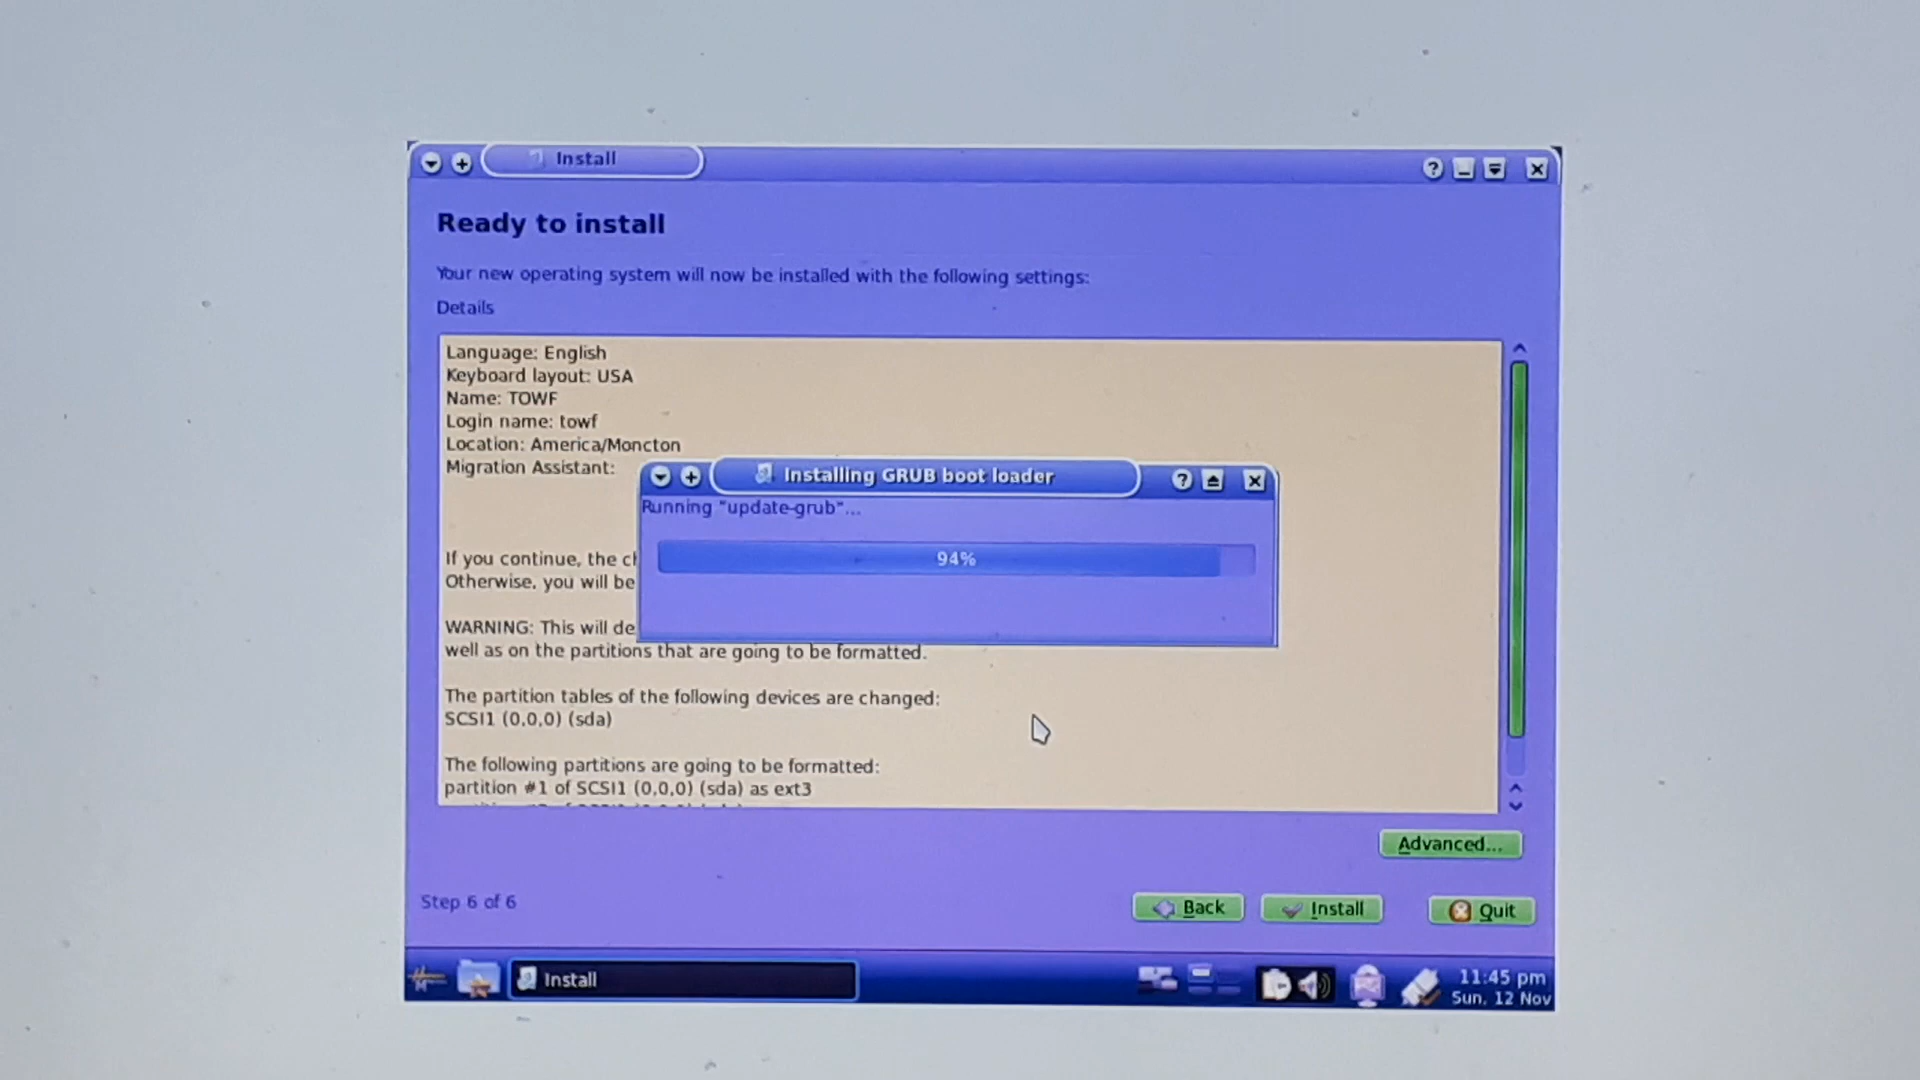 Install
Ready to install
Your new operating system will now be installed with the following settings:
Details
Language: English
Keyboard layout: USA
Name: TOWF
Login name: towf
Location: America/Moncton
Migration Assistant:
Installing GRUB boot loader
Running "update-grub"...
94%
If you continue, the
Otherwise, you will be
WARNING: This will
well as on the partitions that are going to be formatted.
The partition tables of the following devices are changed:
SCSI1 (0,0,0) (sda)
The following partitions are going to be formatted:
partition #1 of SCSI1 (0,0,0) (sda) as ext3
Advanced...
Step 6 of 6
Back
Install
Quit
Install
11:45 pm
Sun, 12 Nov